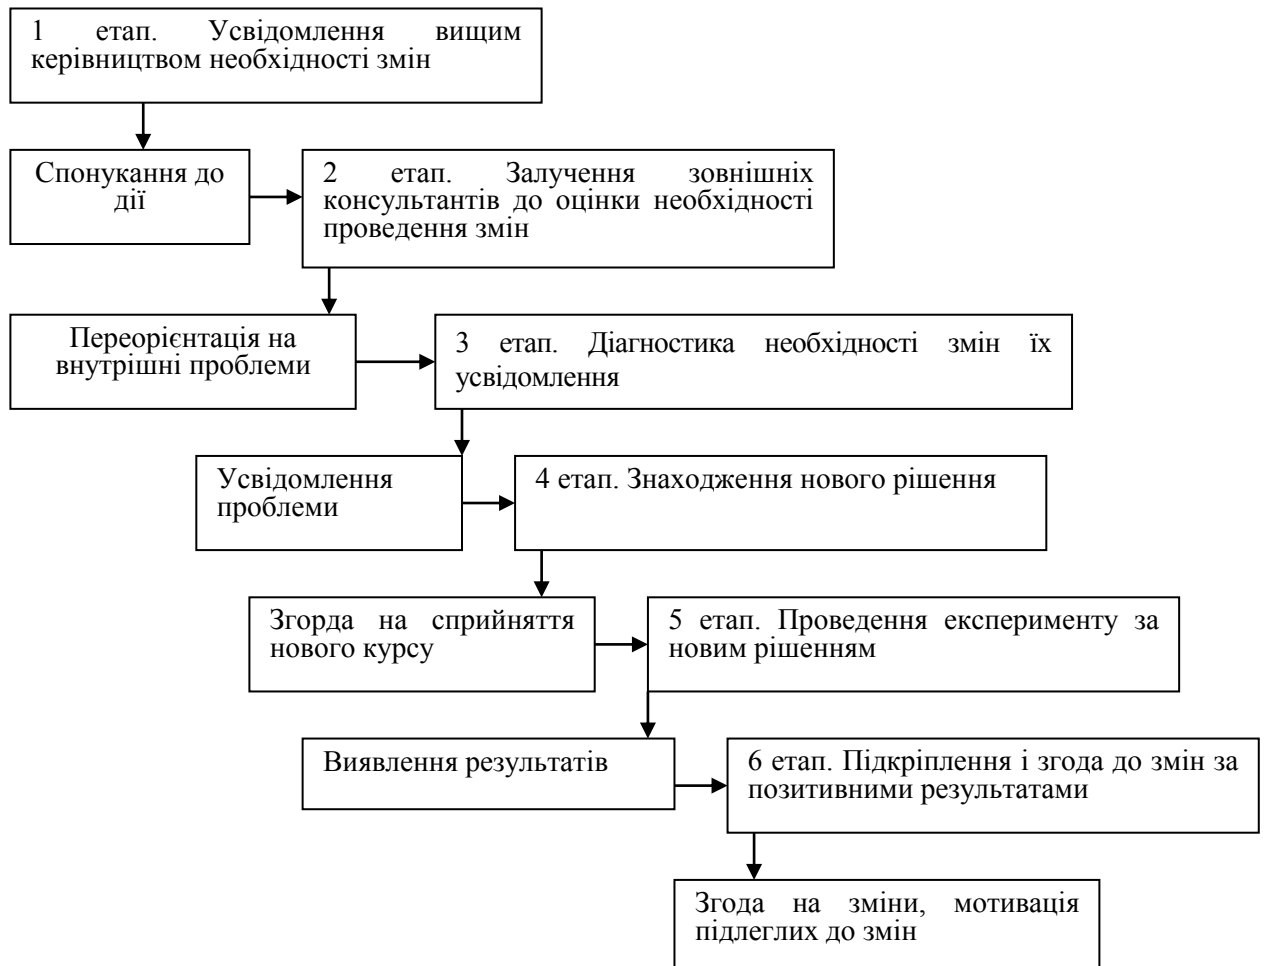 1 етап. Усвідомлення вищим
керівництвом необхідності змін
Спонукання до
дії
2 етап. Залучення зовнішніх
консультантів до оцінки необхідності
проведення змін
Переорієнтація на
внутрішні проблеми
3 етап. Діагностика необхідності змін їх
усвідомлення
Усвідомлення
проблеми
4 етап. Знаходження нового рішення
Згорда на сприйняття
нового курсу
5 етап. Проведення експерименту за
новим рішенням
Виявлення результатів
6 етап. Підкріплення і згода до змін за
позитивними результатами
Згода на зміни, мотивація
підлеглих до змін